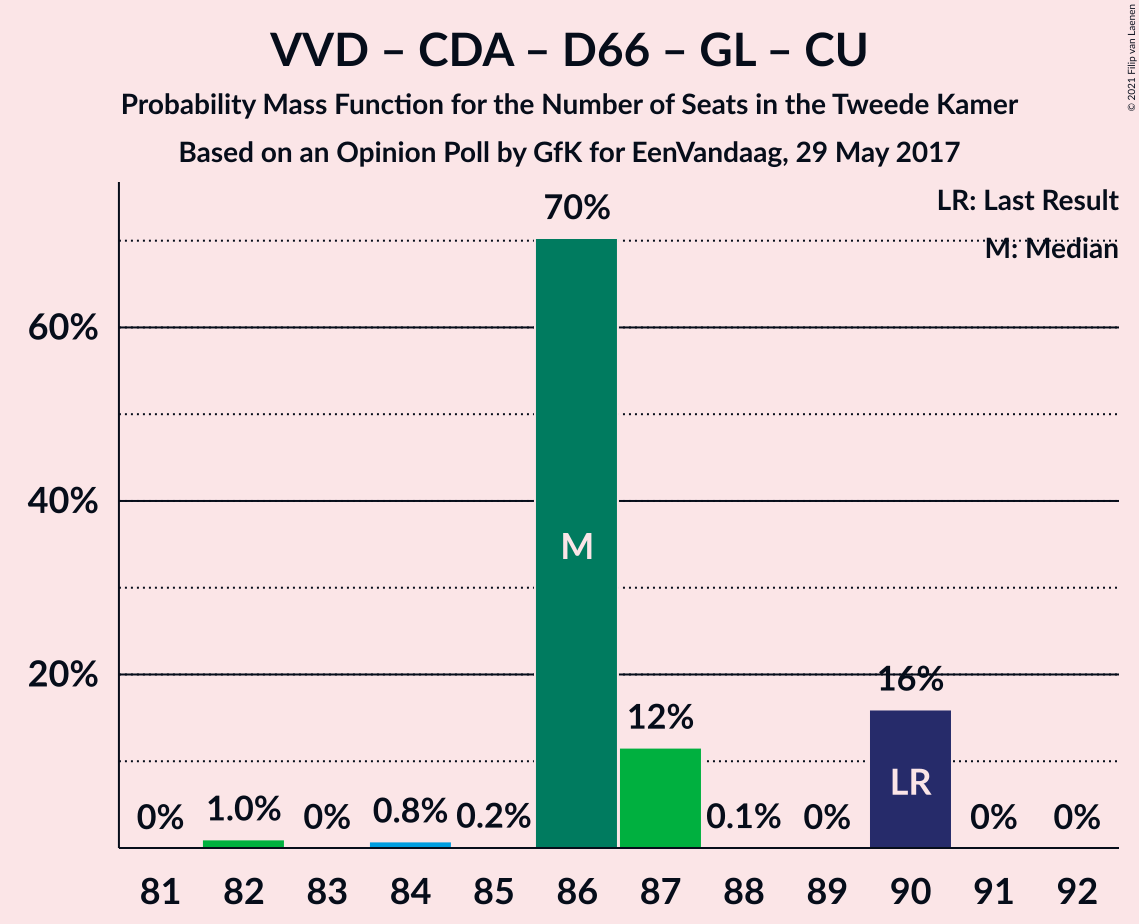 VVD – CDA – D66 – GL – CU
Probability Mass Function for the Number of Seats in the Tweede Kamer
Based on an Opinion Poll by GfK for EenVandaag, 29 May 2017
© 2021 Filip van Laenen
LR: Last Result
M: Median
60%
40%
20%
0%
1.0%
0%
0.8%
0.2%
70%
M
12%
0.1%
0%
16%
LR
0%
0%
81 82 83 84 85 86 87 88 89 90 91 92